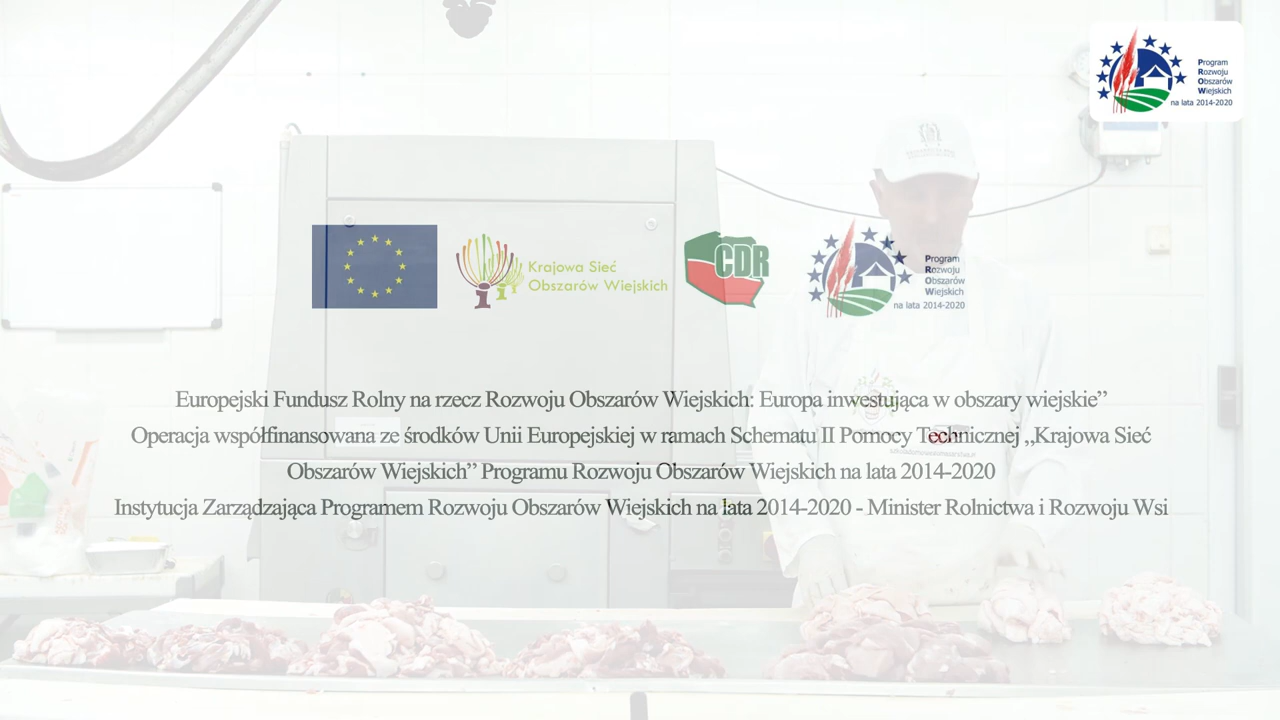 Program
Rozwoju
Obszarów
Wiejskich
na lata 2014-2020
Krajowa Sieć
Obszarów Wiejskich
CDR
Program
Rozwoju
Obszarów
Wiejskich
na lata 2014-2020
Europejski Fundusz Rolny na rzecz Rozwoju Obszarów Wiejskich: Europa inwestująca w obszary wiejskie”
Operacja współfinansowana ze środków Unii Europejskiej w ramach Schematu II Pomocy Technicznej „Krajowa Sieć
Obszarów Wiejskich” Programu Rozwoju Obszarów Wiejskich na lata 2014-2020
Instytucja Zarządzająca Programem Rozwoju Obszarów Wiejskich na lata 2014-2020 - Minister Rolnictwa i Rozwoju Wsi